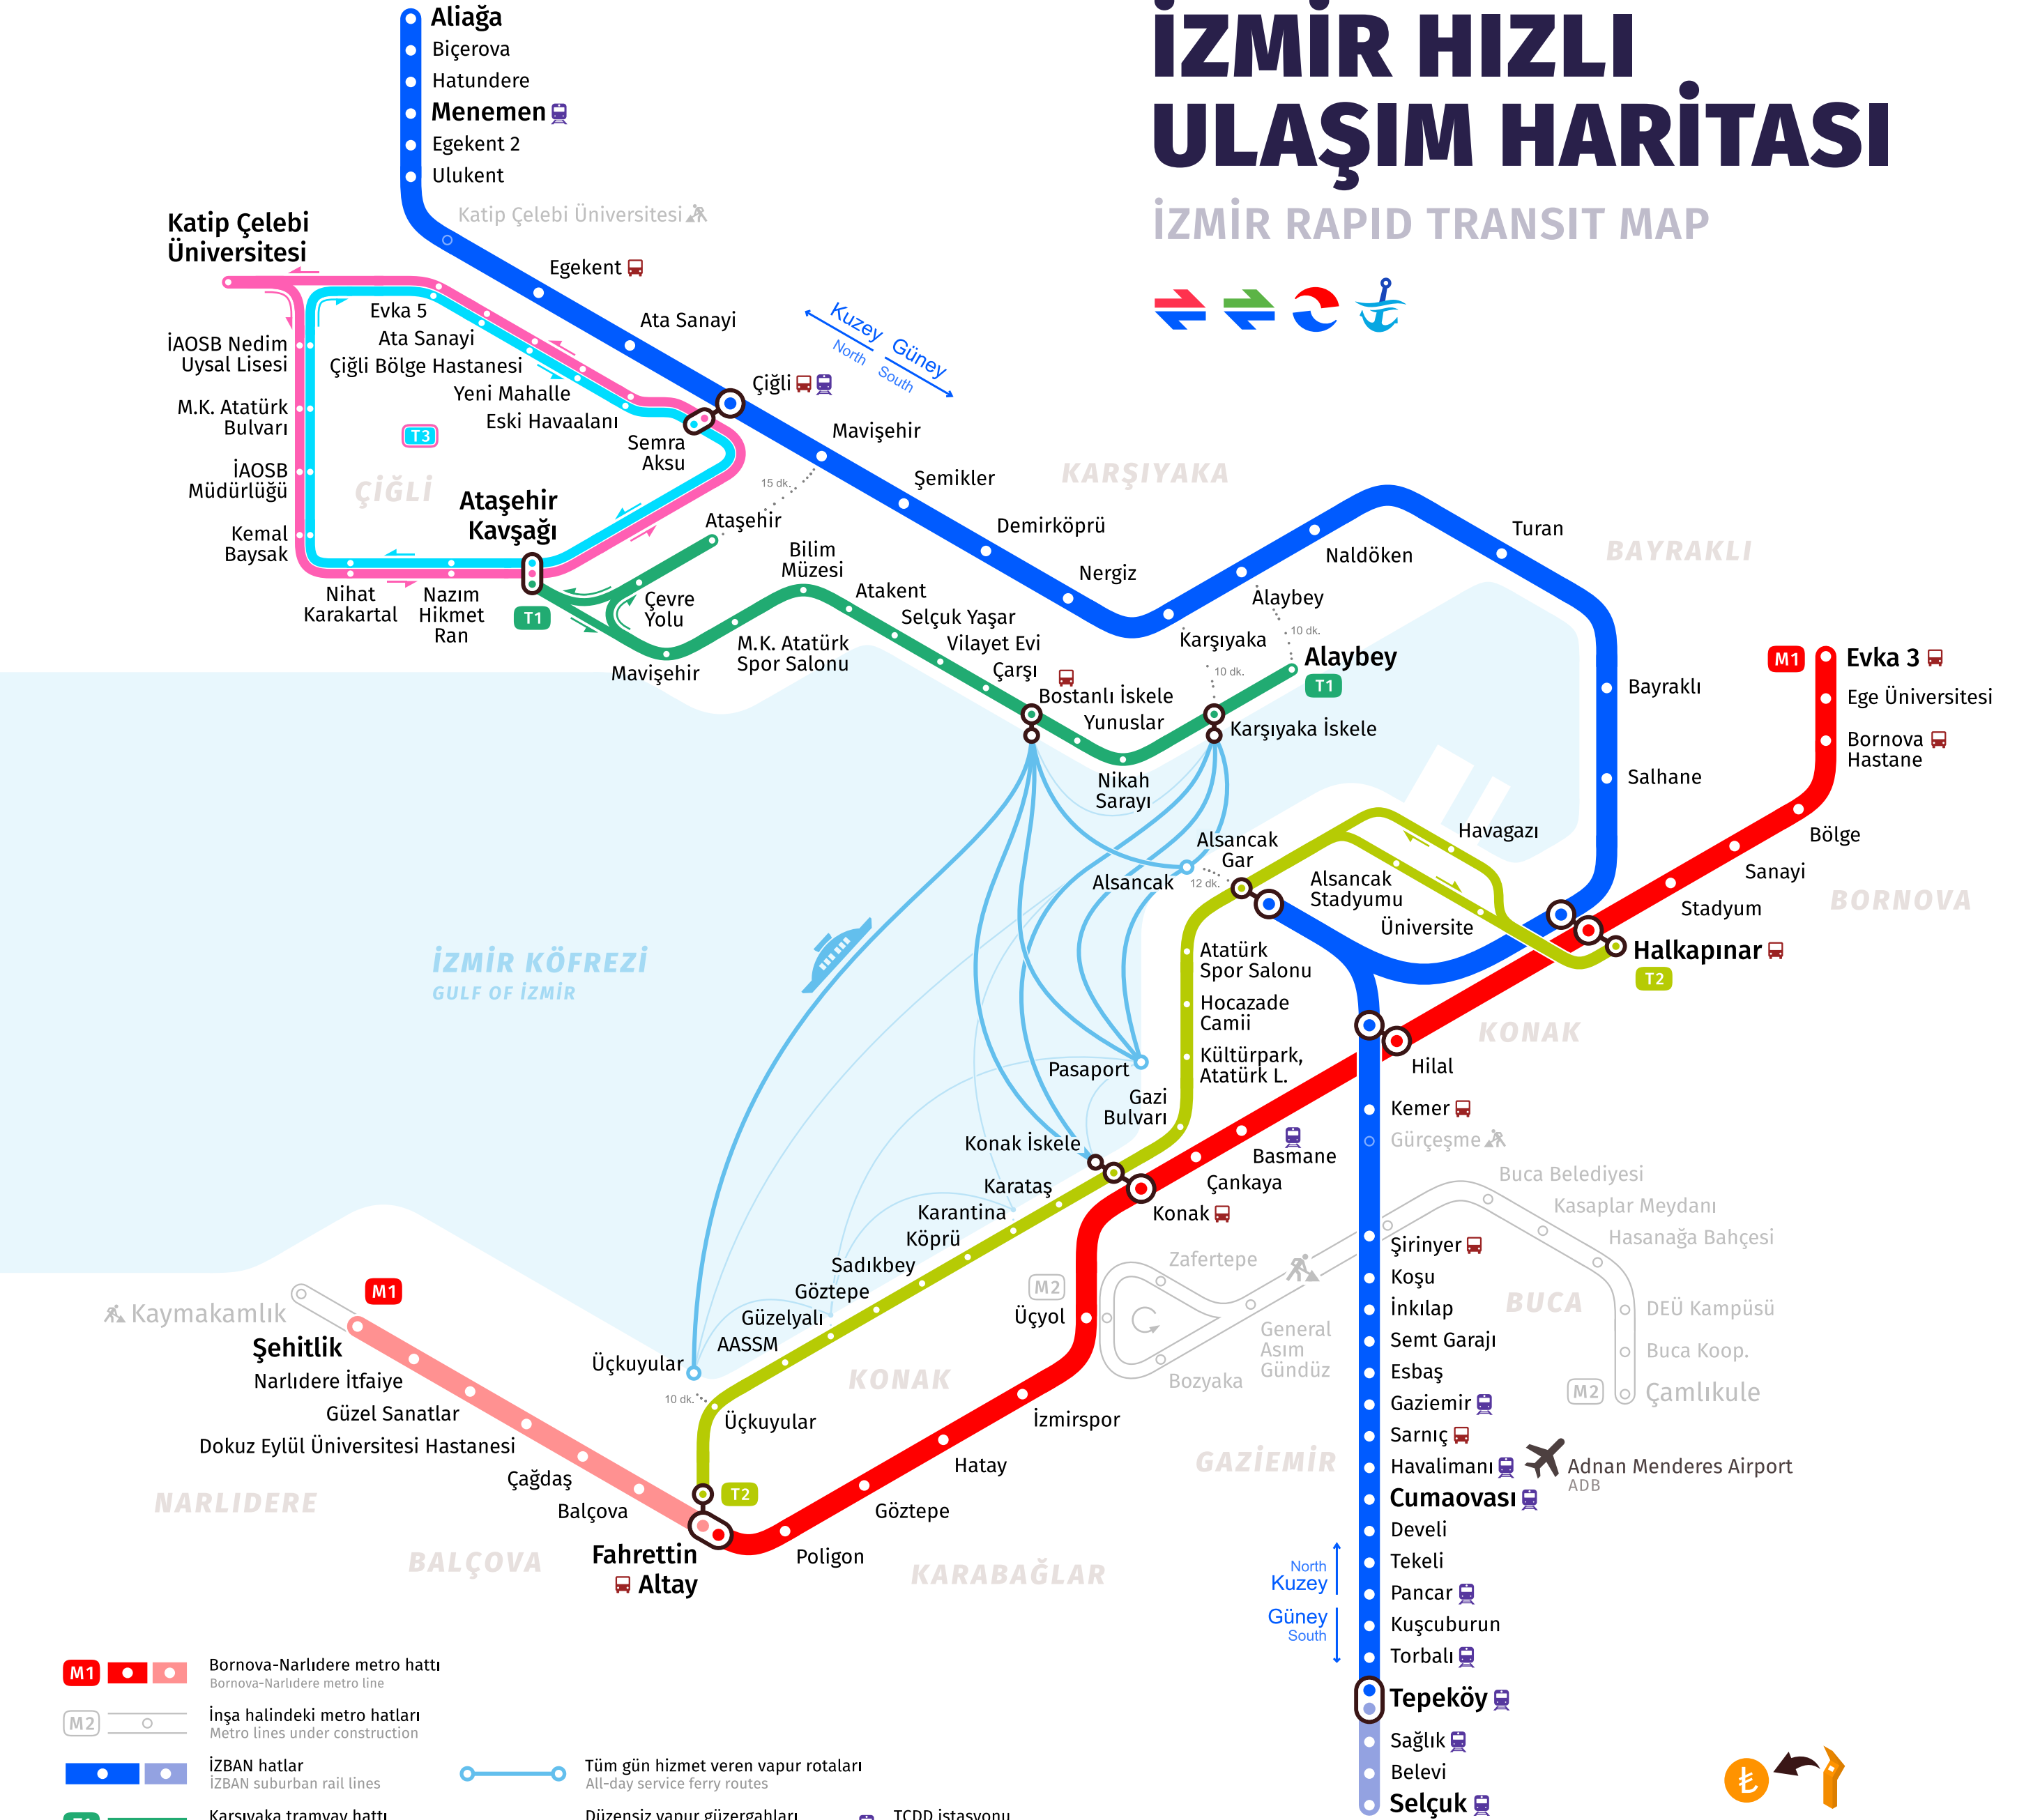 İZMİR HIZLI
ULAŞIM HARİTASI
İZMİR RAPID TRANSIT MAP
Aliağa
Biçerova
Hatundere
Menemen
Egekent 2
Ulukent
Katip Çelebi Üniversitesi
Egekent
Ata Sanayi
Çiğli
Kuzey
North
Güney
South
Mavişehir
Şemikler
Demirköprü
Nergiz
Karşıyaka
Alaybey
Naldöken
Turan
Bayraklı
Salhane
Katip Çelebi
Üniversitesi
Evka 5
Ata Sanayi
Çiğli Bölge Hastanesi
Yeni Mahalle
Eski Havaalanı
Semra
Aksu
İAOSB Nedim
Uysal Lisesi
M.K. Atatürk
Bulvarı
İAOSB
Müdürlüğü
Kemal
Baysak
T3
ÇİĞLİ
Ataşehir
Kavşağı
Nihat
Karakartal
Nazım
Hikmet
Ran
T1
15 dk.
Ataşehir
Çevre
Yolu
Mavişehir
Bilim
Müzesi
M.K. Atatürk
Spor Salonu
Atakent
Selçuk Yaşar
Vilayet Evi
Çarşı
Bostanlı İskele
Yunuslar
Nikah
Sarayı
Karşıyaka İskele
10 dk.
10 dk.
Alaybey
T1
KARŞIYAKA
BAYRAKLI
M1
Evka 3
Ege Üniversitesi
Bornova
Hastane
Bölge
Sanayi
Stadyum
BORNOVA
Halkapınar
T2
Havagazı
Alsancak
Stadyumu
Üniversite
Alsancak
Gar
Alsancak
12 dk.
Atatürk
Spor Salonu
Hocazade
Camii
Kültürpark,
Atatürk L.
Gazi
Bulvarı
Pasaport
Konak İskele
KONAK
Hilal
Basmane
Çankaya
Konak
İZMİR KÖFREZİ
GULF OF İZMİR
Karataş
Karantina
Köprü
Sadıkbey
Göztepe
Güzelyalı
AASSM
Üçkuyular
10 dk.
Üçkuyular
T2
KONAK
M2
Üçyol
Zafertepe
Bozyaka
General
Asım
Gündüz
Buca Belediyesi
Kasaplar Meydanı
Hasanağa Bahçesi
BUCA
DEÜ Kampüsü
Buca Koop.
M2
Çamlıkule
İzmirspor
Hatay
Göztepe
Poligon
Fahrettin
Altay
Kaymakamlık
M1
Şehitlik
Narlıdere İtfaiye
Güzel Sanatlar
Dokuz Eylül Üniversitesi Hastanesi
Çağdaş
Balçova
NARLIDERE
BALÇOVA
KARABAĞLAR
GAZİEMİR
Kemer
Gürçeşme
Şirinyer
Koşu
İnkılap
Semt Garajı
Esbaş
Gaziemir
Sarnıç
Havalimanı
Adnan Menderes Airport
ADB
Cumaovası
Develi
Tekeli
Pancar
Kuşcuburun
Torbalı
North
Kuzey
Güney
South
Tepeköy
Sağlık
Belevi
Selçuk
M1
Bornova-Narlıdere metro hattı
Bornova-Narlıdere metro line
M2
İnşa halindeki metro hatları
Metro lines under construction
İZBAN hatlar
İZBAN suburban rail lines
Tüm gün hizmet veren vapur rotaları
All-day service ferry routes
Karşıyaka tramvay hattı
Düzensiz vapur güzergahları
TCDD istasyonu
₺